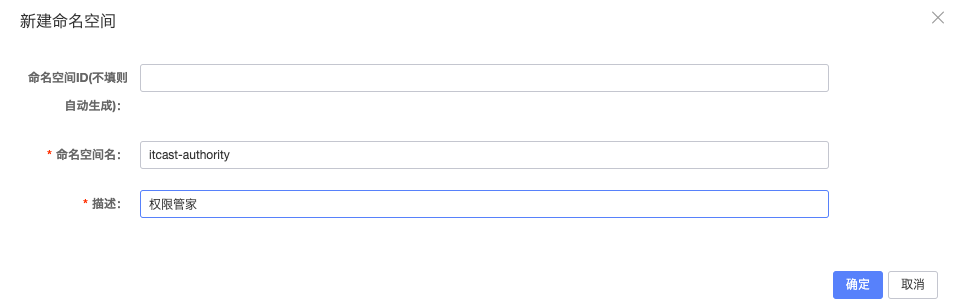 新建命名空间
命名空间ID(不填则
自动生成)：
* 命名空间名：
itcast-authority
* 描述：
权限管家
确定
取消